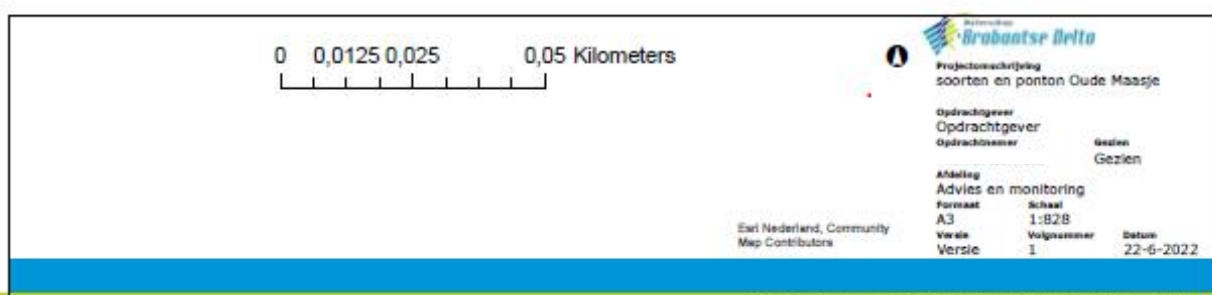 0 0,0125 0,025 0,05 Kilometers
Waterschap
Brabantse Delta
Projectomschrijving
soorten en ponton Oude Maasje
Opdrachtgever
Opdrachtgever
Opdrachtnemer Gezien
Gezien
Afdeling
Advies en monitoring
Formaat Schaal
A3 1:828
Versie Volgnummer Datum
Versie 1 22-6-2022
Esri Nederland, Community
Map Contributors